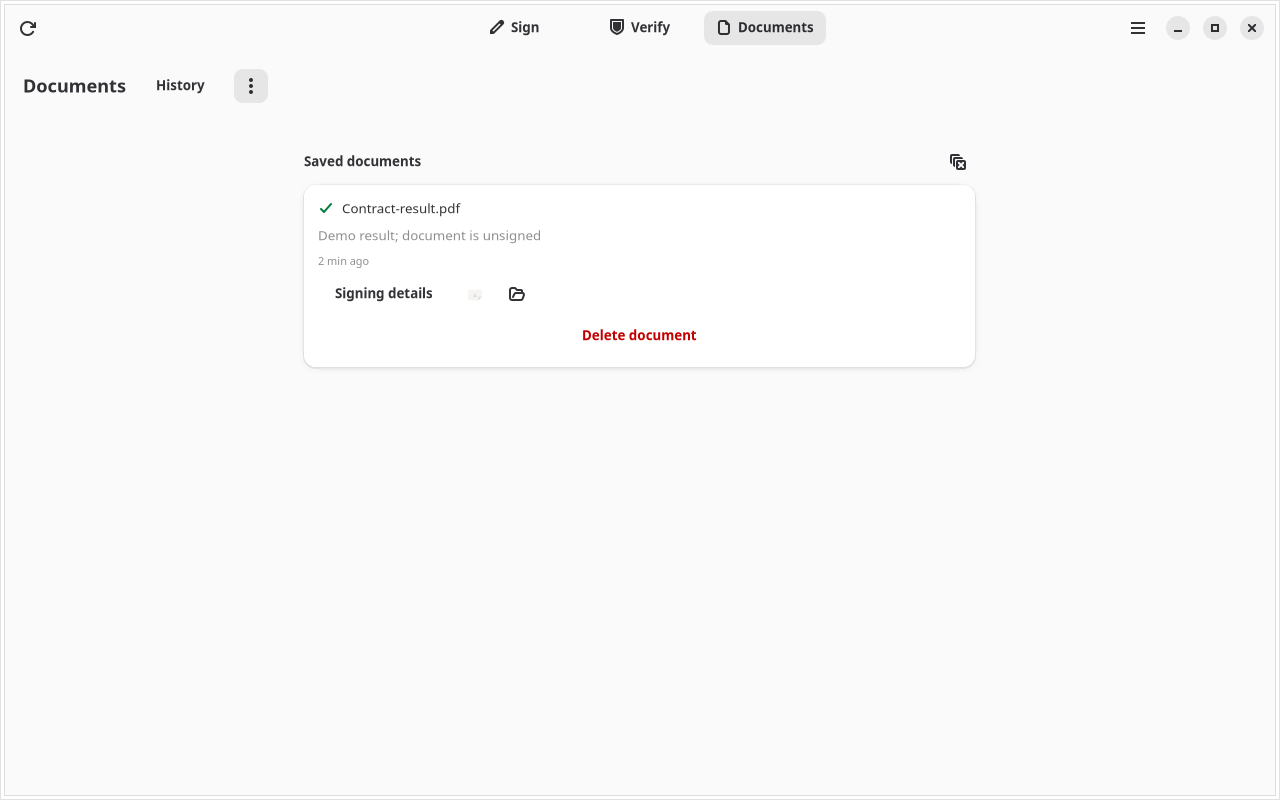 Sign
Verify
Documents
Documents
History
Saved documents
Contract-result.pdf
Demo result; document is unsigned
2 min ago
Signing details
Delete document